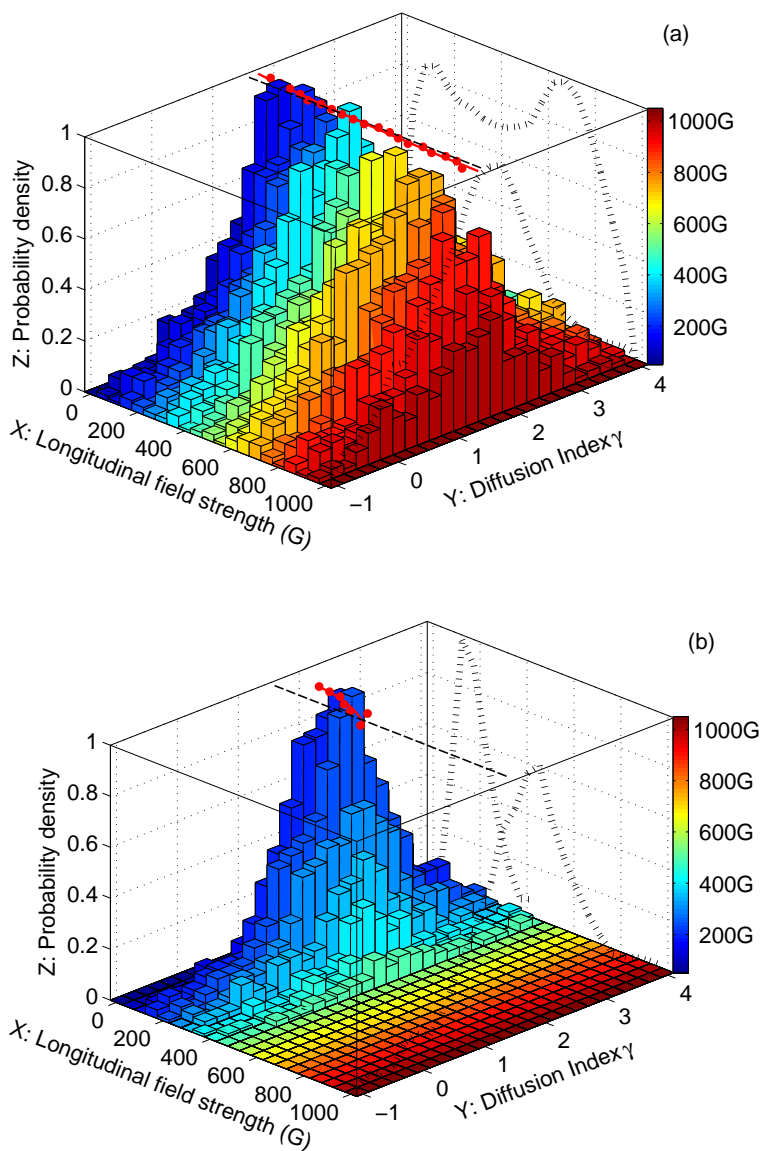 (a)
1
0.8
0.6
0.4
0.2
0
Z: Probability density
0
200
400
600
800
1000
X: Longitudinal field strength (G)
−1
0
1
2
3
4
Y: Diffusion Index γ
1000G
800G
600G
400G
200G
(b)
1
0.8
0.6
0.4
0.2
0
Z: Probability density
0
200
400
600
800
1000
X: Longitudinal field strength (G)
−1
0
1
2
3
4
Y: Diffusion Index γ
1000G
800G
600G
400G
200G